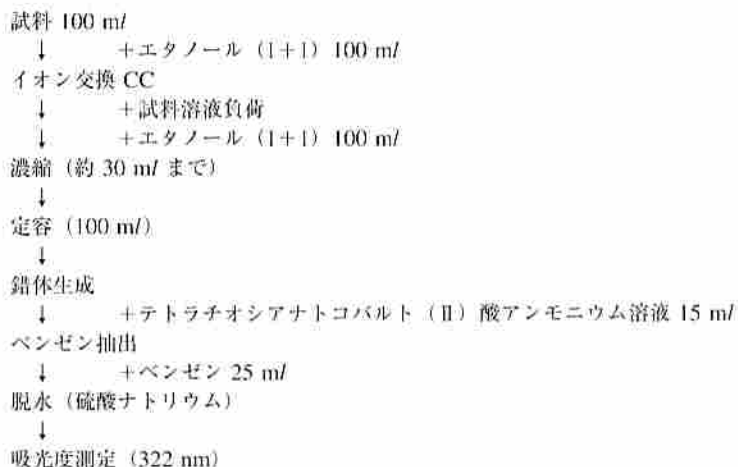 試料 100 ml
↓ +エタノール (1+1) 100 ml
イオン交換 CC
↓ +試料溶液負荷
↓ +エタノール (1+1) 100 ml
濃縮 (約 30 ml まで)
↓
定容 (100 ml)
↓
錯体生成
↓ +テトラチオシアナトコバルト (Ⅱ) 酸アンモニウム溶液 15 ml
ベンゼン抽出
↓ +ベンゼン 25 ml
脱水 (硫酸ナトリウム)
↓
吸光度測定 (322 nm)